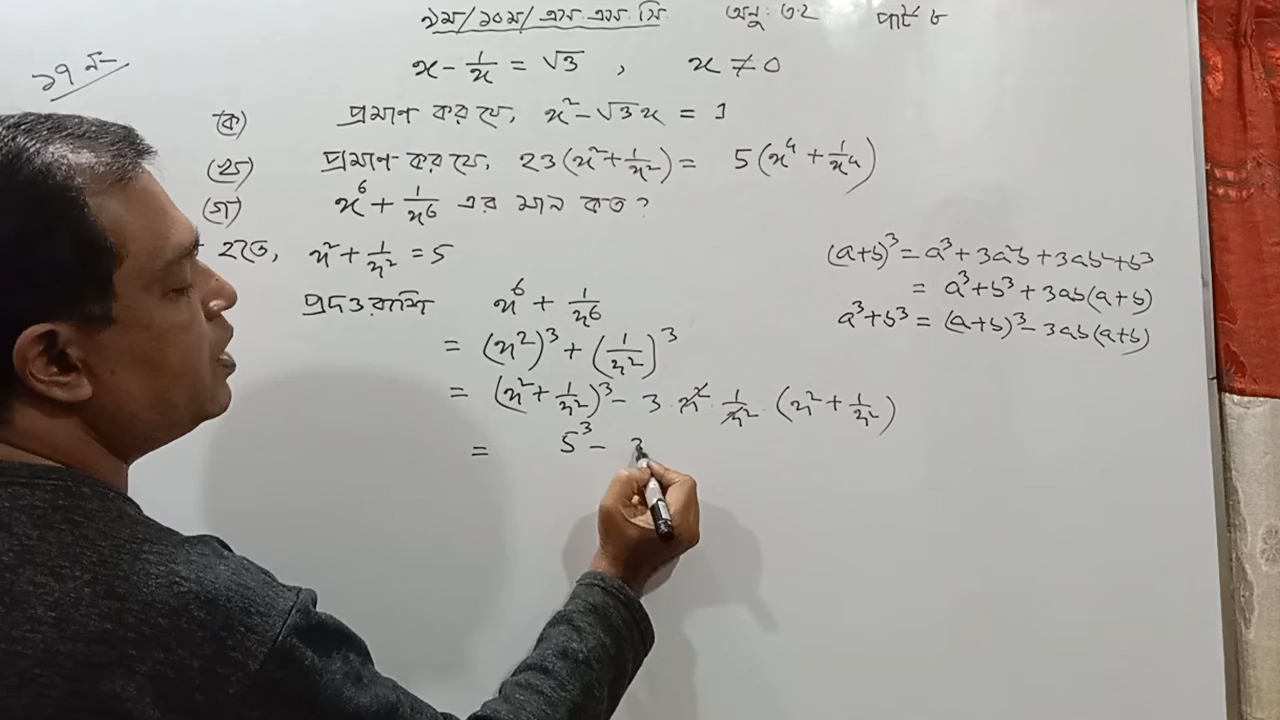 ৯ম/১০ম/এস.এস.সি. অনু: ৩.২ পার্ট ৮
১৭ নং
x - 1/x = √3 , x ≠ 0
(ক) প্রমাণ কর যে, x² - √3x = 1
(খ) প্রমাণ কর যে, 23(x² + 1/x²) = 5(x⁴ + 1/x⁴)
(গ) x⁶ + 1/x⁶ এর মান কত?
হতে, x² + 1/x² = 5
প্রদত্ত রাশি x⁶ + 1/x⁶
= (x²)³ + (1/x²)³
= (x² + 1/x²)³ - 3 · x² · 1/x² · (x² + 1/x²)
= 5³ - 3
(a+b)³ = a³ + 3a²b + 3ab² + b³
= a³ + b³ + 3ab(a+b)
a³ + b³ = (a+b)³ - 3ab(a+b)